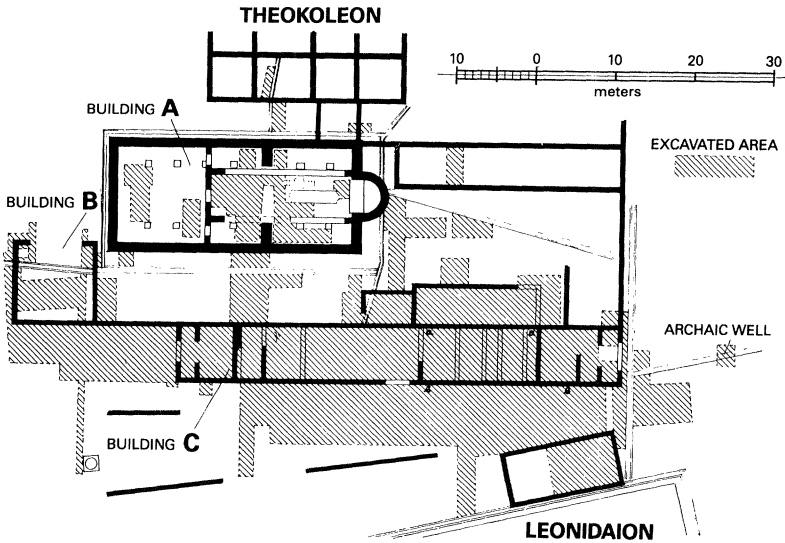 THEOKOLEON
10 0 10 20 30
meters
BUILDING A
EXCAVATED AREA
BUILDING B
ARCHAIC WELL
BUILDING C
LEONIDAION